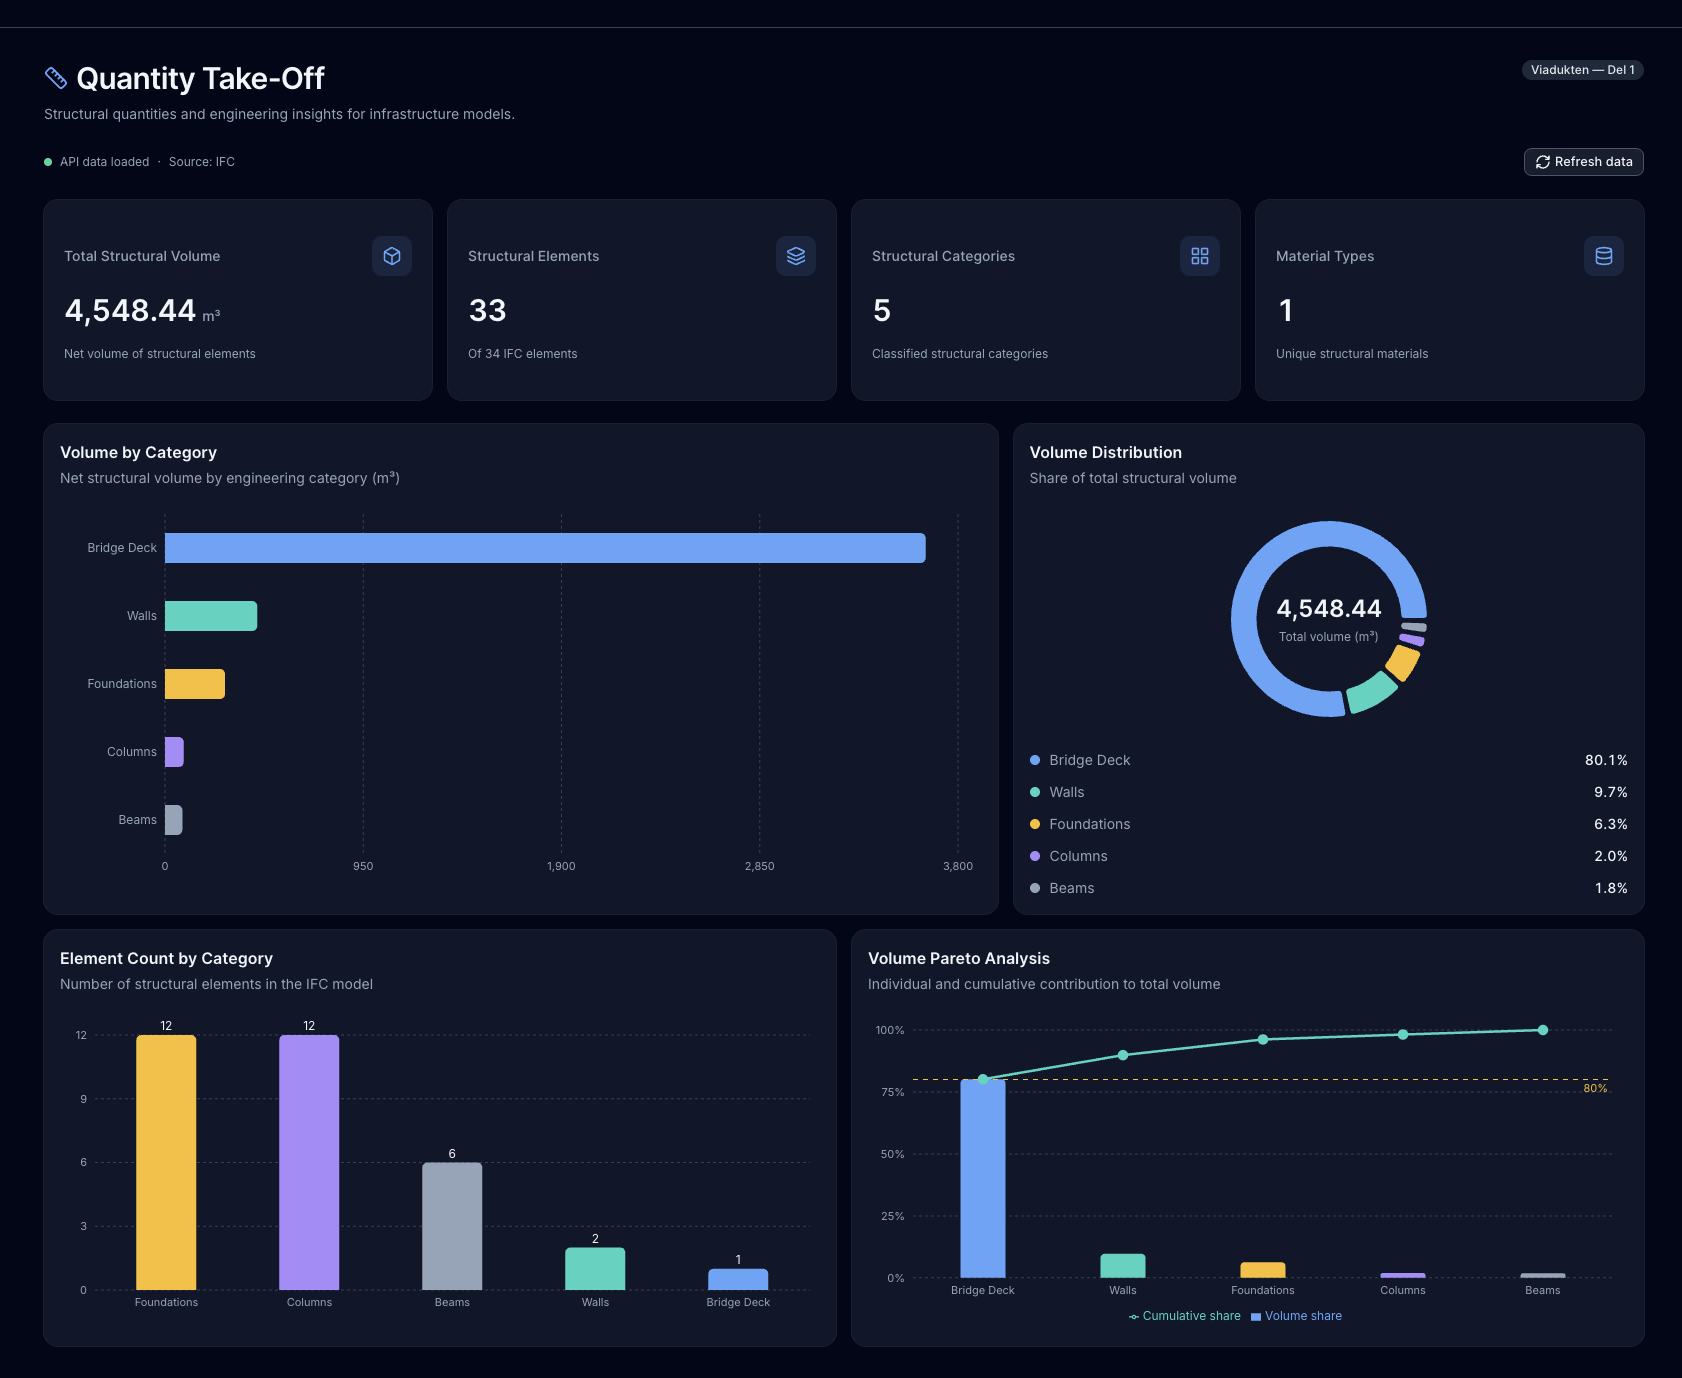 Quantity Take-Off
Viadukten — Del 1
Structural quantities and engineering insights for infrastructure models.
API data loaded · Source: IFC
Refresh data
Total Structural Volume
4,548.44 m³
Net volume of structural elements
Structural Elements
33
Of 34 IFC elements
Structural Categories
5
Classified structural categories
Material Types
1
Unique structural materials
Volume by Category
Net structural volume by engineering category (m³)
Bridge Deck
Walls
Foundations
Columns
Beams
0 950 1,900 2,850 3,800
Volume Distribution
Share of total structural volume
4,548.44
Total volume (m³)
Bridge Deck 80.1%
Walls 9.7%
Foundations 6.3%
Columns 2.0%
Beams 1.8%
Element Count by Category
Number of structural elements in the IFC model
12 12
12
9
6
6
2
3
1
0
Foundations Columns Beams Walls Bridge Deck
Volume Pareto Analysis
Individual and cumulative contribution to total volume
100%
80%
75%
50%
25%
0%
Bridge Deck Walls Foundations Columns Beams
Cumulative share Volume share